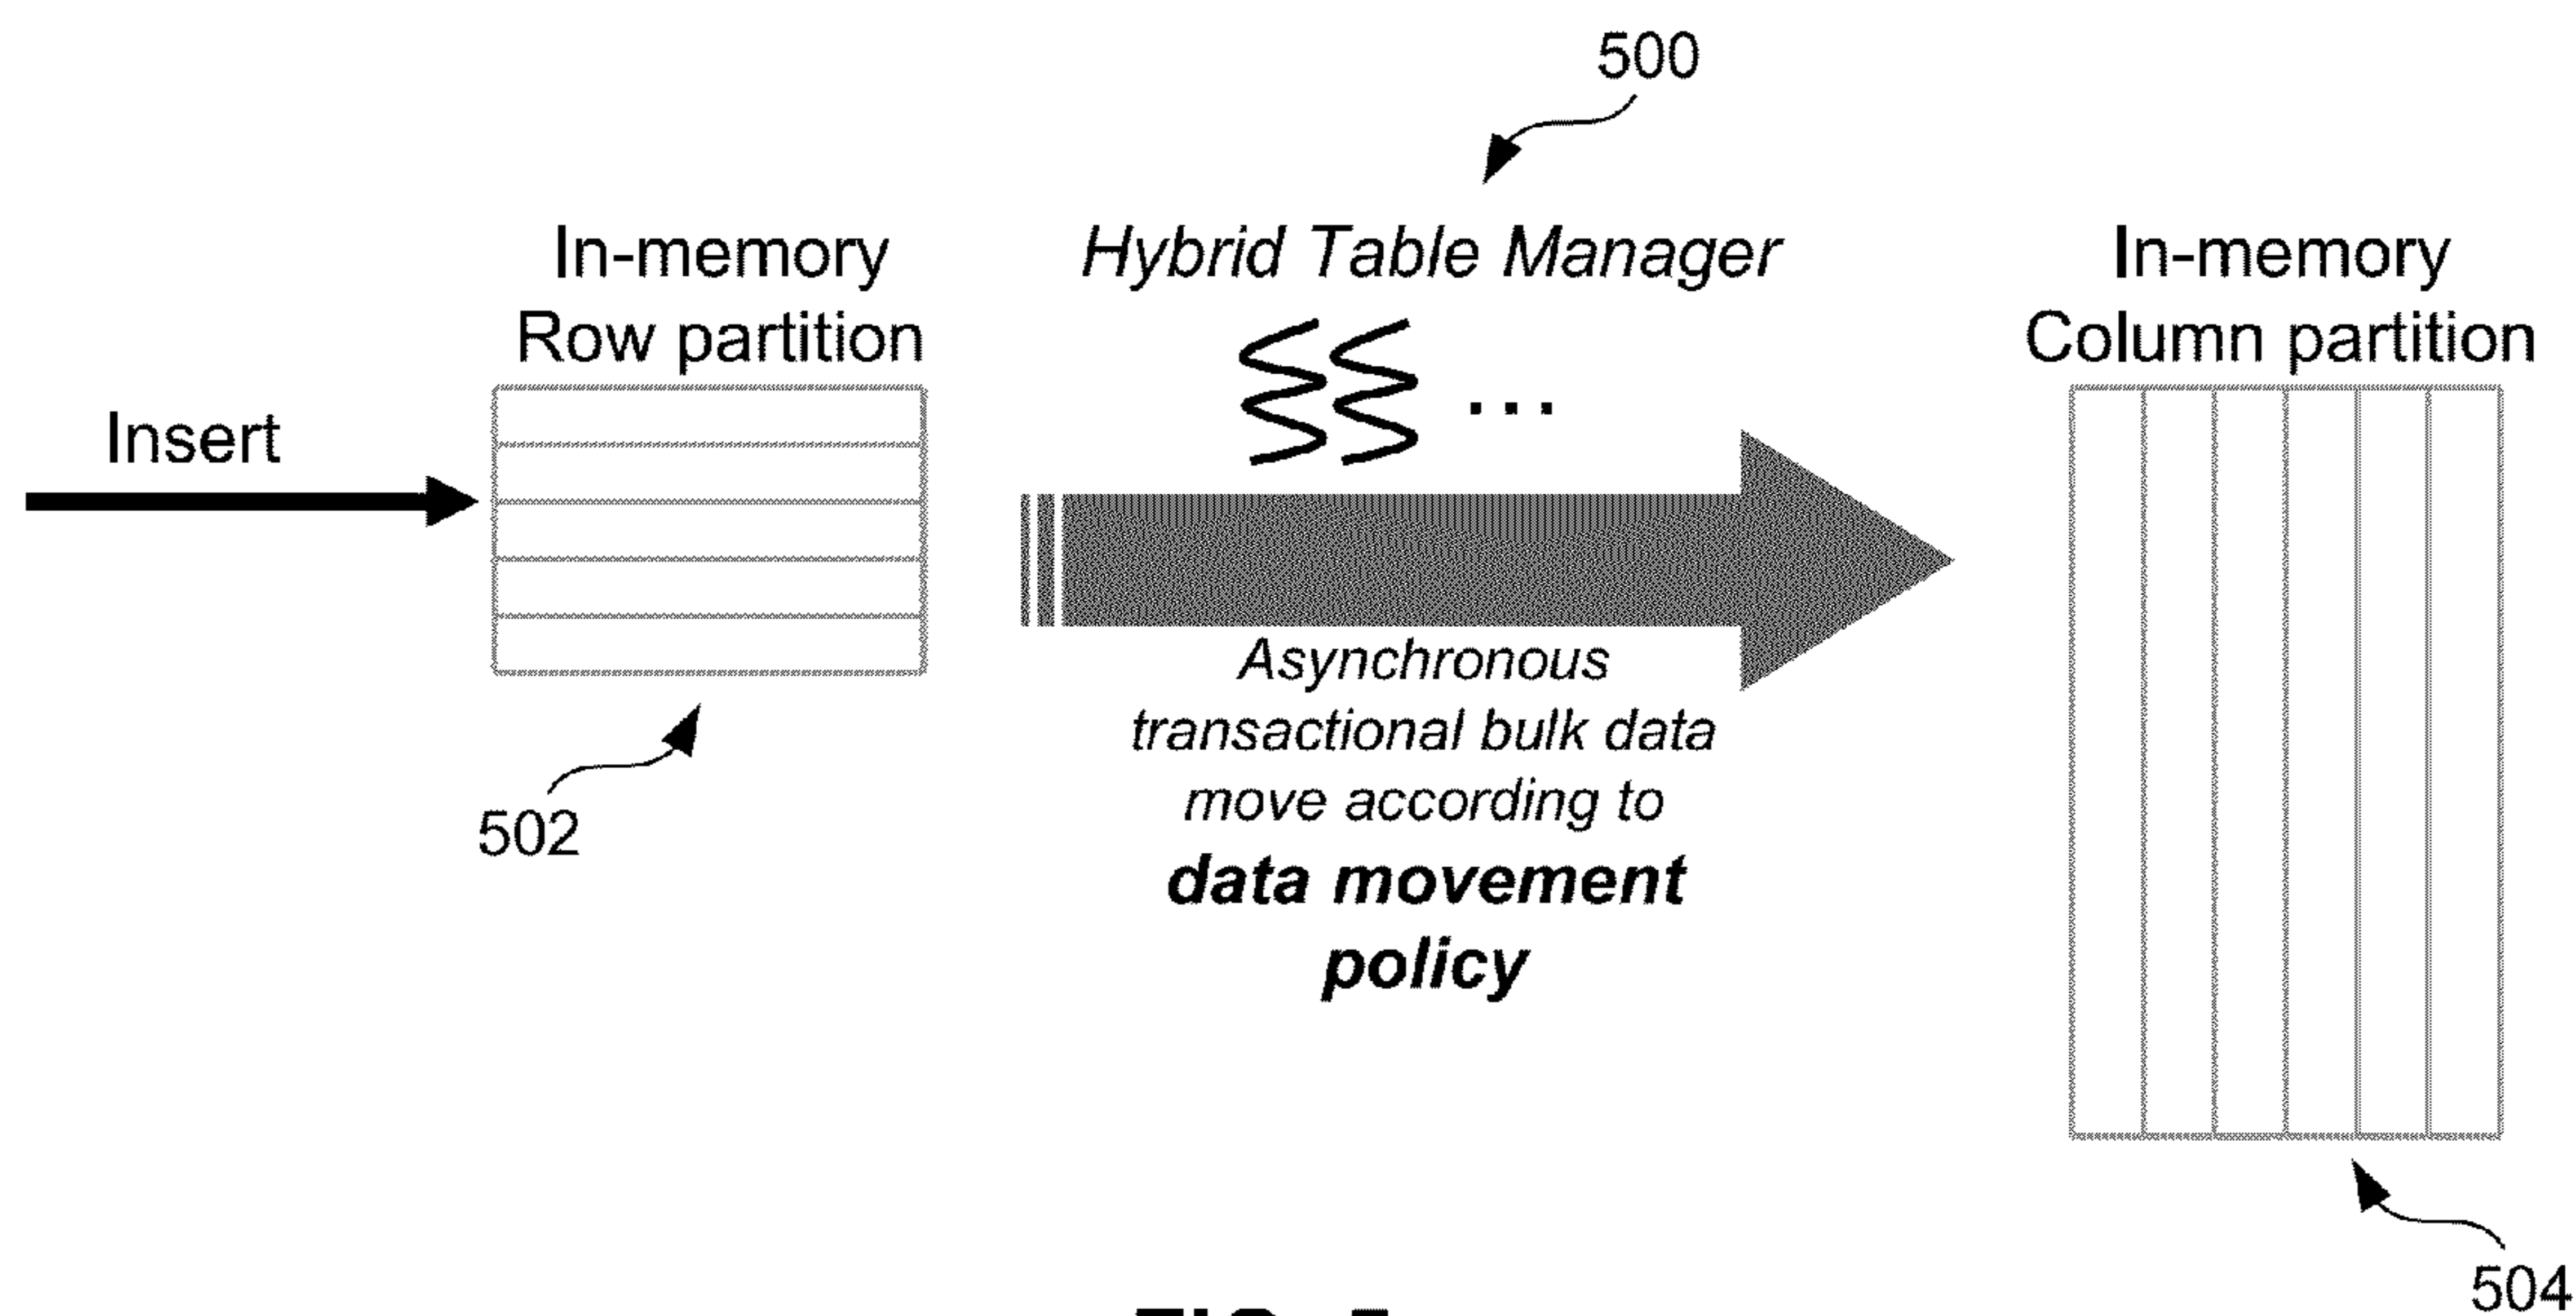 500
In-memory
Row partition
Hybrid Table Manager
In-memory
Column partition
Insert
...
Asynchronous
transactional bulk data
move according to
data movement
policy
502
504